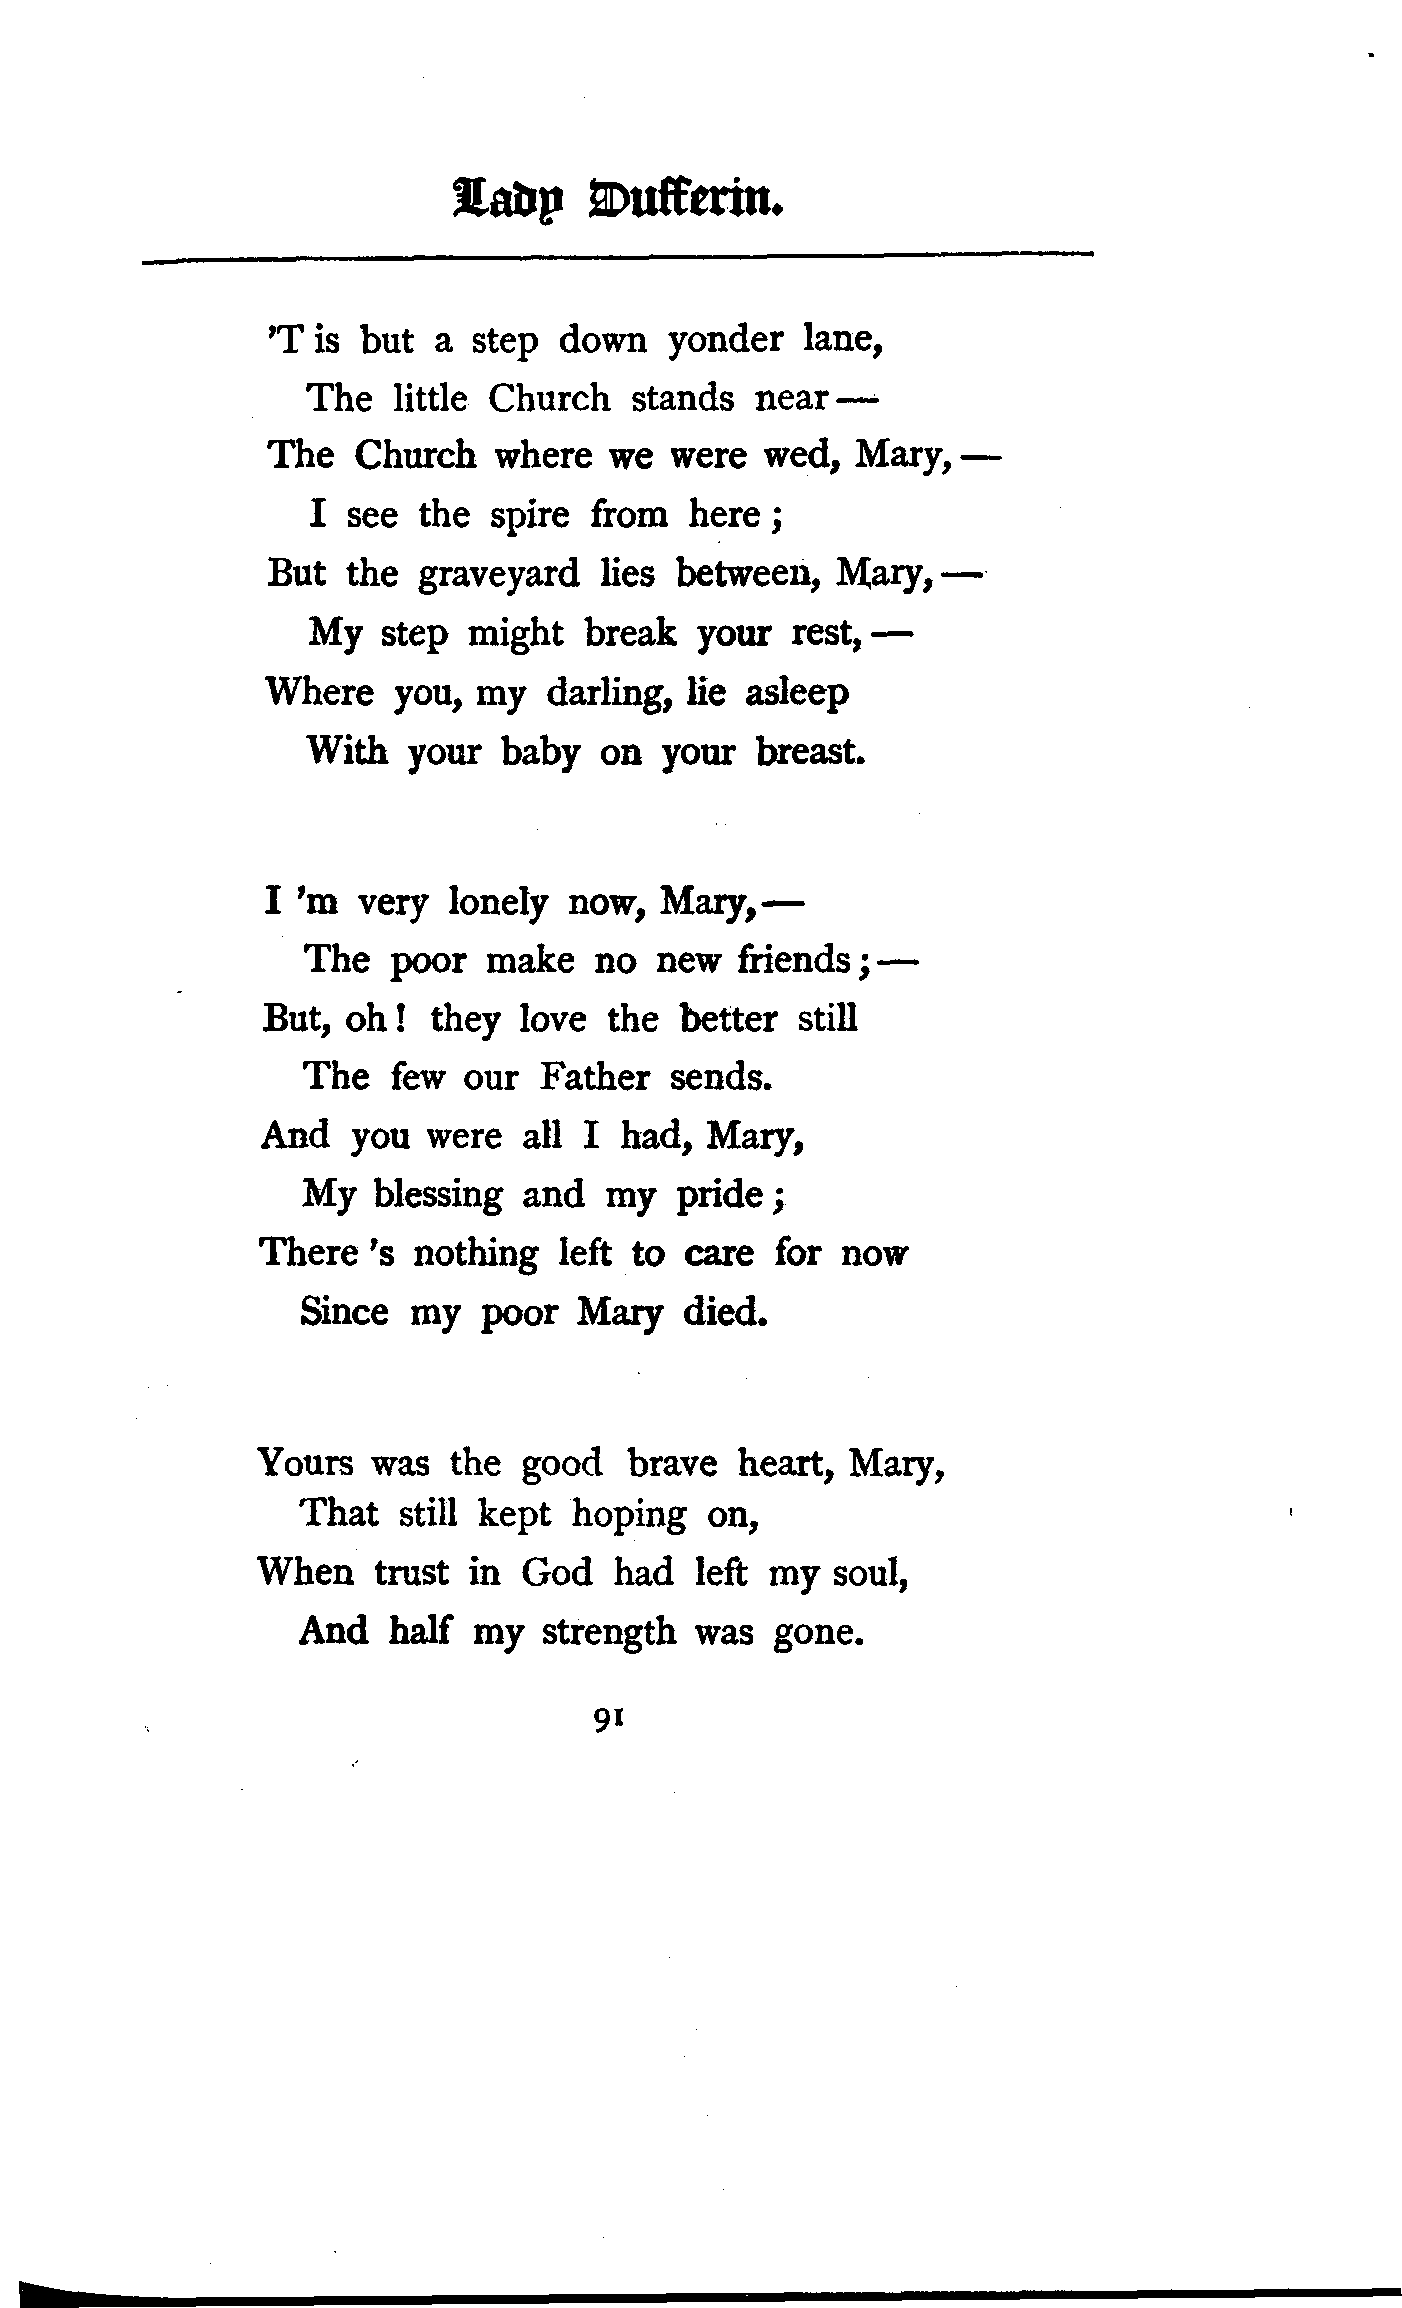 Lady Dufferin.
'T is but a step down yonder lane,
The little Church stands near—
The Church where we were wed, Mary,—
I see the spire from here;
But the graveyard lies between, Mary,—
My step might break your rest,—
Where you, my darling, lie asleep
With your baby on your breast.
I 'm very lonely now, Mary,—
The poor make no new friends;—
But, oh! they love the better still
The few our Father sends.
And you were all I had, Mary,
My blessing and my pride;
There 's nothing left to care for now
Since my poor Mary died.
Yours was the good brave heart, Mary,
That still kept hoping on,
When trust in God had left my soul,
And half my strength was gone.
91